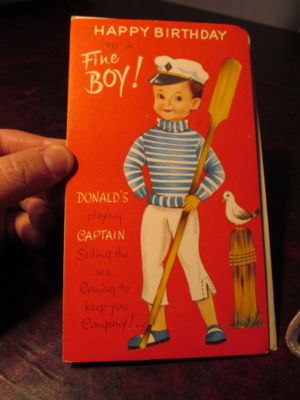 HAPPY BIRTHDAY
TO A
Fine
BOY!
DONALD'S
playing
CAPTAIN
Sailing the
sea
Coming to
keep you
Company!...